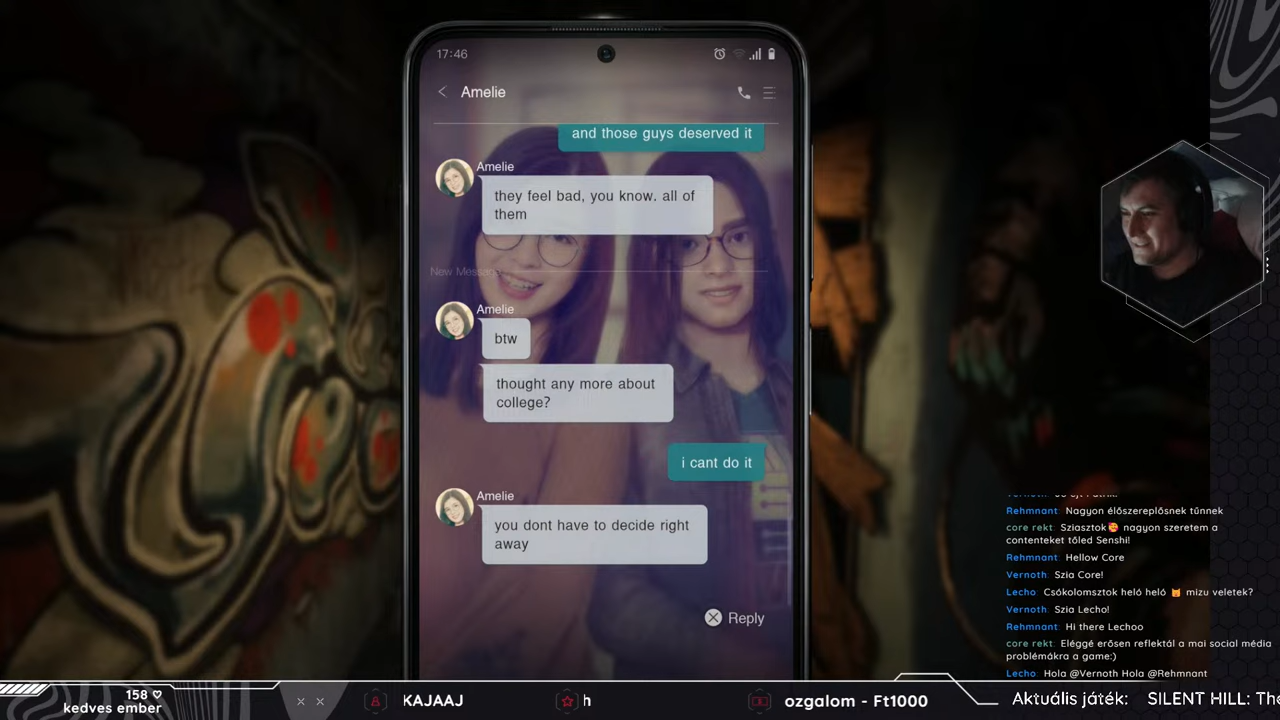 17:46
Amelie
and those guys deserved it
Amelie
they feel bad, you know. all of
them
New Message
Amelie
btw
thought any more about
college?
i cant do it
Amelie
you dont have to decide right
away
Reply
Rehmnant: Nagyon élőszereplősnek tűnnek
core rekt: Sziasztok nagyon szeretem a
contenteket tőled Senshi!
Rehmnant: Hellow Core
Vernoth: Szia Core!
Lecho: Csókolomsztok heló heló mizu veletek?
Vernoth: Szia Lecho!
Rehmnant: Hi there Lechoo
core rekt: Eléggé erősen reflektál a mai social média
problémákra a game:)
Lecho: Hola @Vernoth Hola @Rehmnant
158
kedves ember
KAJAAJ
h
ozgalom - Ft1000
Aktuális játék: SILENT HILL: The